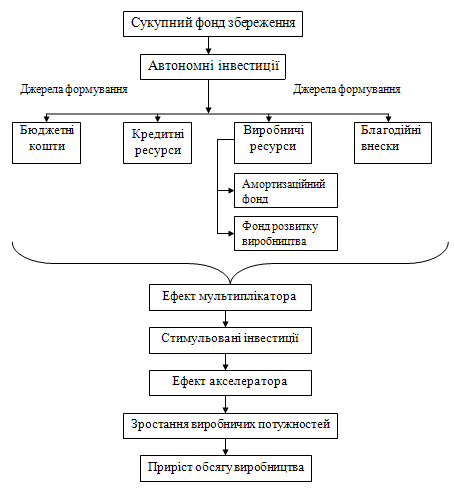 Сукупний фонд збереження
Автономні інвестиції
Джерела формування
Джерела формування
Бюджетні
кошти
Кредитні
ресурси
Виробничі
ресурси
Благодійні
внески
Амортизаційний
фонд
Фонд розвитку
виробництва
Ефект мультиплікатора
Стимульовані інвестиції
Ефект акселератора
Зростання виробничих потужностей
Приріст обсягу виробництва